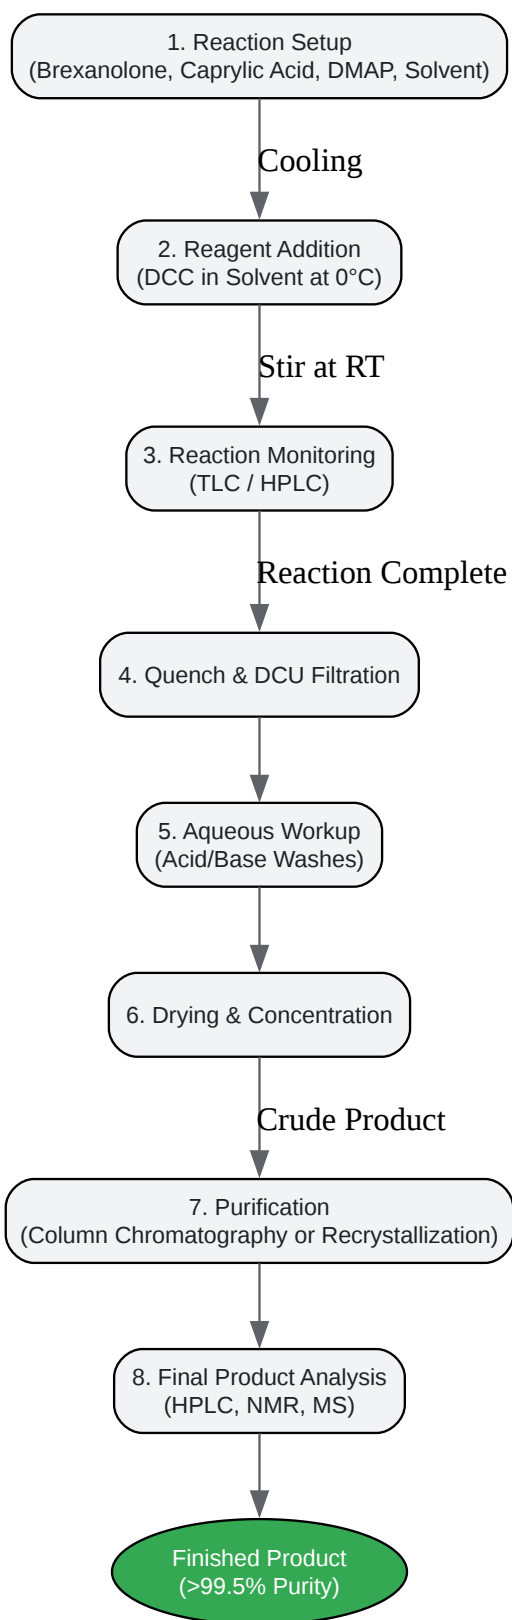 1. Reaction Setup
(Brexanolone, Caprylic Acid, DMAP, Solvent)
Cooling
2. Reagent Addition
(DCC in Solvent at 0°C)
Stir at RT
3. Reaction Monitoring
(TLC / HPLC)
Reaction Complete
4. Quench & DCU Filtration
5. Aqueous Workup
(Acid/Base Washes)
6. Drying & Concentration
Crude Product
7. Purification
(Column Chromatography or Recrystallization)
8. Final Product Analysis
(HPLC, NMR, MS)
Finished Product
(>99.5% Purity)